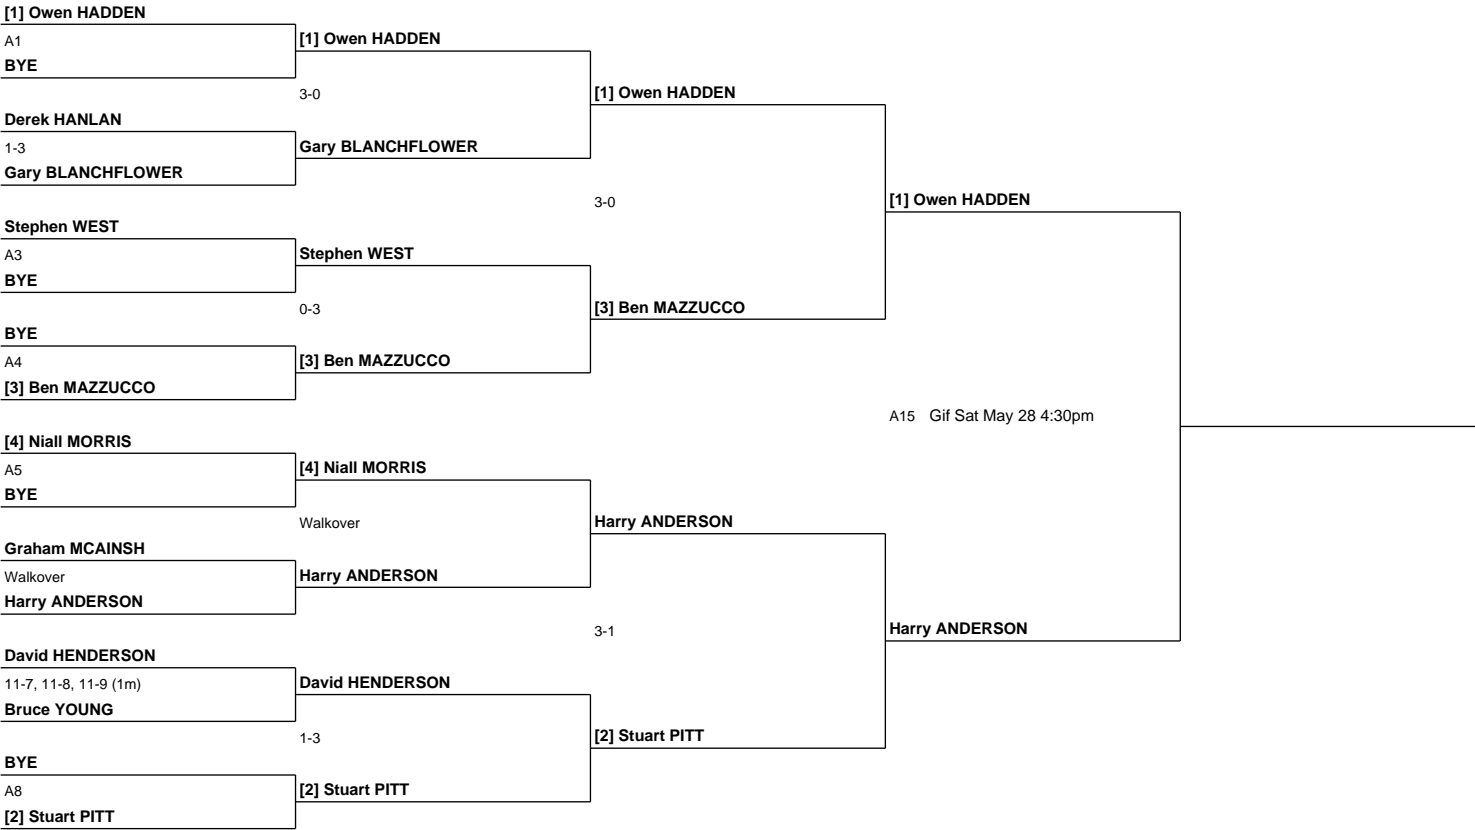 [1] Owen HADDEN
A1
BYE
Derek HANLAN
1-3
Gary BLANCHFLOWER
Stephen WEST
A3
BYE
BYE
A4
[3] Ben MAZZUCCO
[4] Niall MORRIS
A5
BYE
Graham MCAINSH
Walkover
Harry ANDERSON
David HENDERSON
11-7, 11-8, 11-9 (1m)
Bruce YOUNG
BYE
A8
[2] Stuart PITT
[1] Owen HADDEN
3-0
Gary BLANCHFLOWER
Stephen WEST
0-3
[3] Ben MAZZUCCO
[4] Niall MORRIS
Walkover
Harry ANDERSON
David HENDERSON
1-3
[2] Stuart PITT
[1] Owen HADDEN
3-0
[3] Ben MAZZUCCO
Harry ANDERSON
3-1
[2] Stuart PITT
[1] Owen HADDEN
A15 Gif Sat May 28 4:30pm
Harry ANDERSON